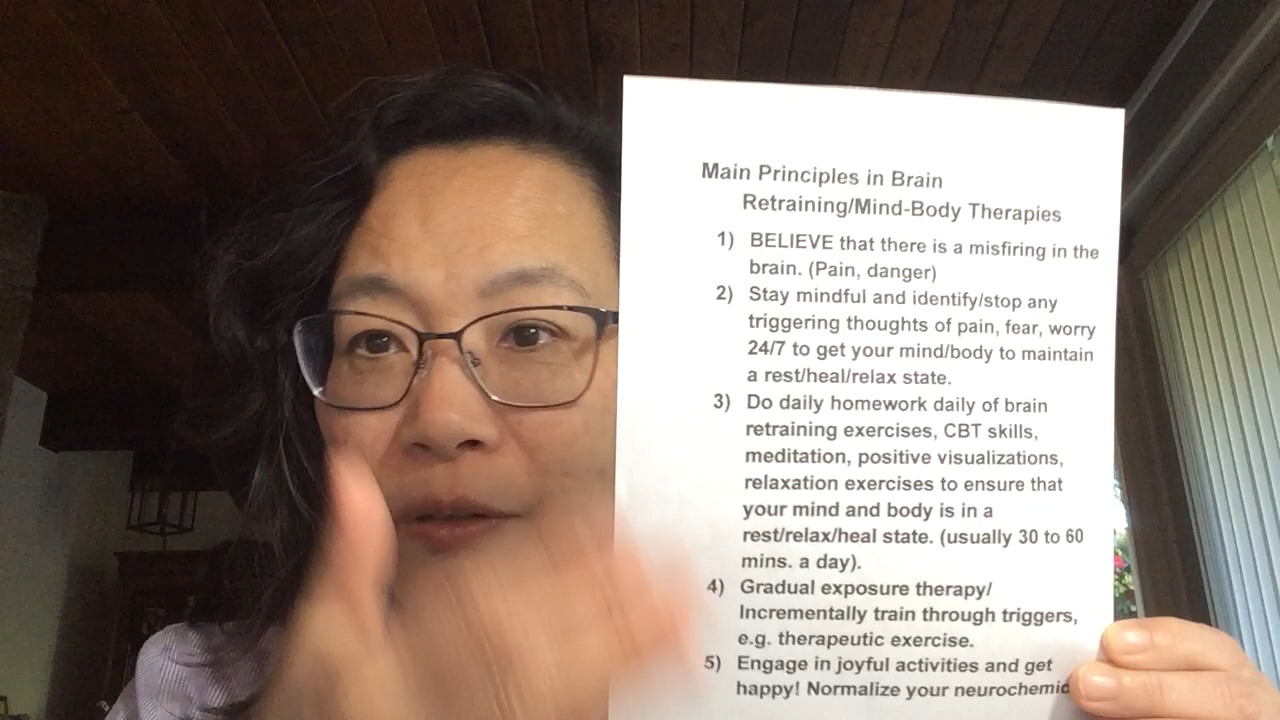 Main Principles in Brain
Retraining/Mind-Body Therapies
1) BELIEVE that there is a misfiring in the
brain. (Pain, danger)
2) Stay mindful and identify/stop any
triggering thoughts of pain, fear, worry
24/7 to get your mind/body to maintain
a rest/heal/relax state.
3) Do daily homework daily of brain
retraining exercises, CBT skills,
meditation, positive visualizations,
relaxation exercises to ensure that
your mind and body is in a
rest/relax/heal state. (usually 30 to 60
mins. a day).
4) Gradual exposure therapy/
Incrementally train through triggers,
e.g. therapeutic exercise.
5) Engage in joyful activities and get
happy! Normalize your